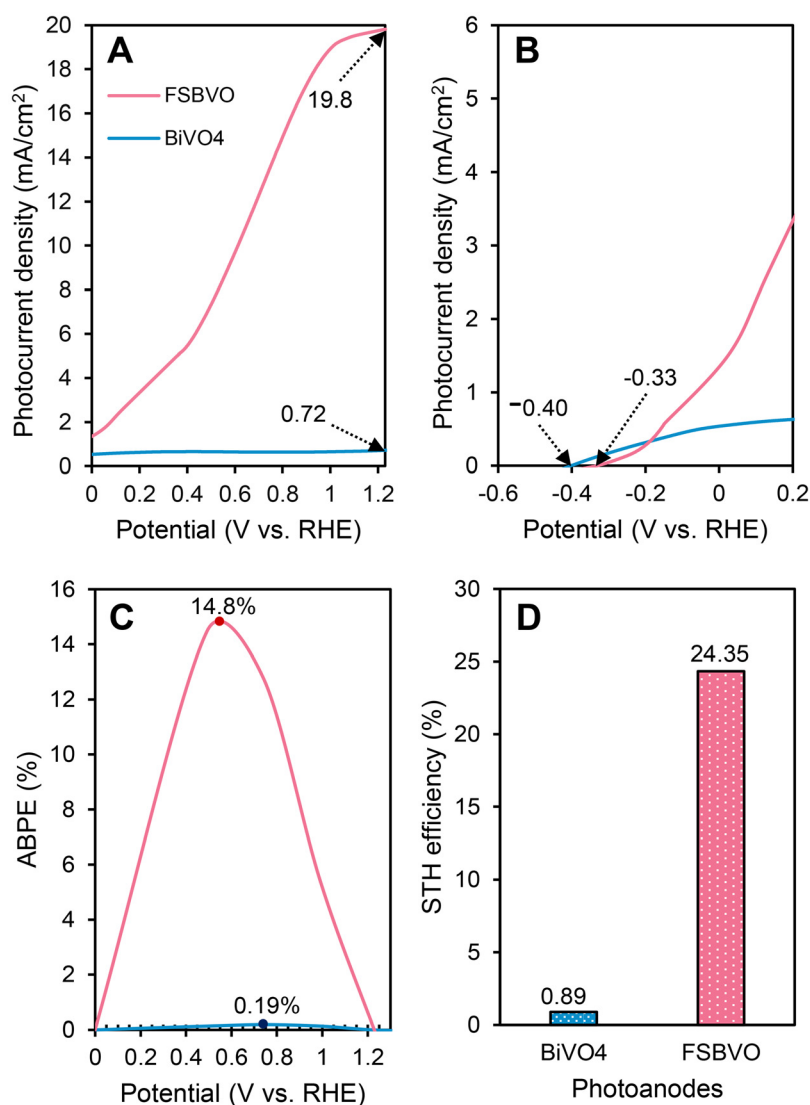 A
Photocurrent density (mA/cm²)
20
18
16
14
12
10
8
6
4
2
0
FSBVO
BiVO4
19.8
0.72
0 0.2 0.4 0.6 0.8 1 1.2
Potential (V vs. RHE)
B
Photocurrent density (mA/cm²)
6
5
4
3
2
1
0
−0.40
-0.33
-0.6 -0.4 -0.2 0 0.2
Potential (V vs. RHE)
C
ABPE (%)
16
14
12
10
8
6
4
2
0
14.8%
0.19%
0 0.2 0.4 0.6 0.8 1 1.2
Potential (V vs. RHE)
D
STH efficiency (%)
30
25
20
15
10
5
0
0.89
24.35
BiVO4 FSBVO
Photoanodes